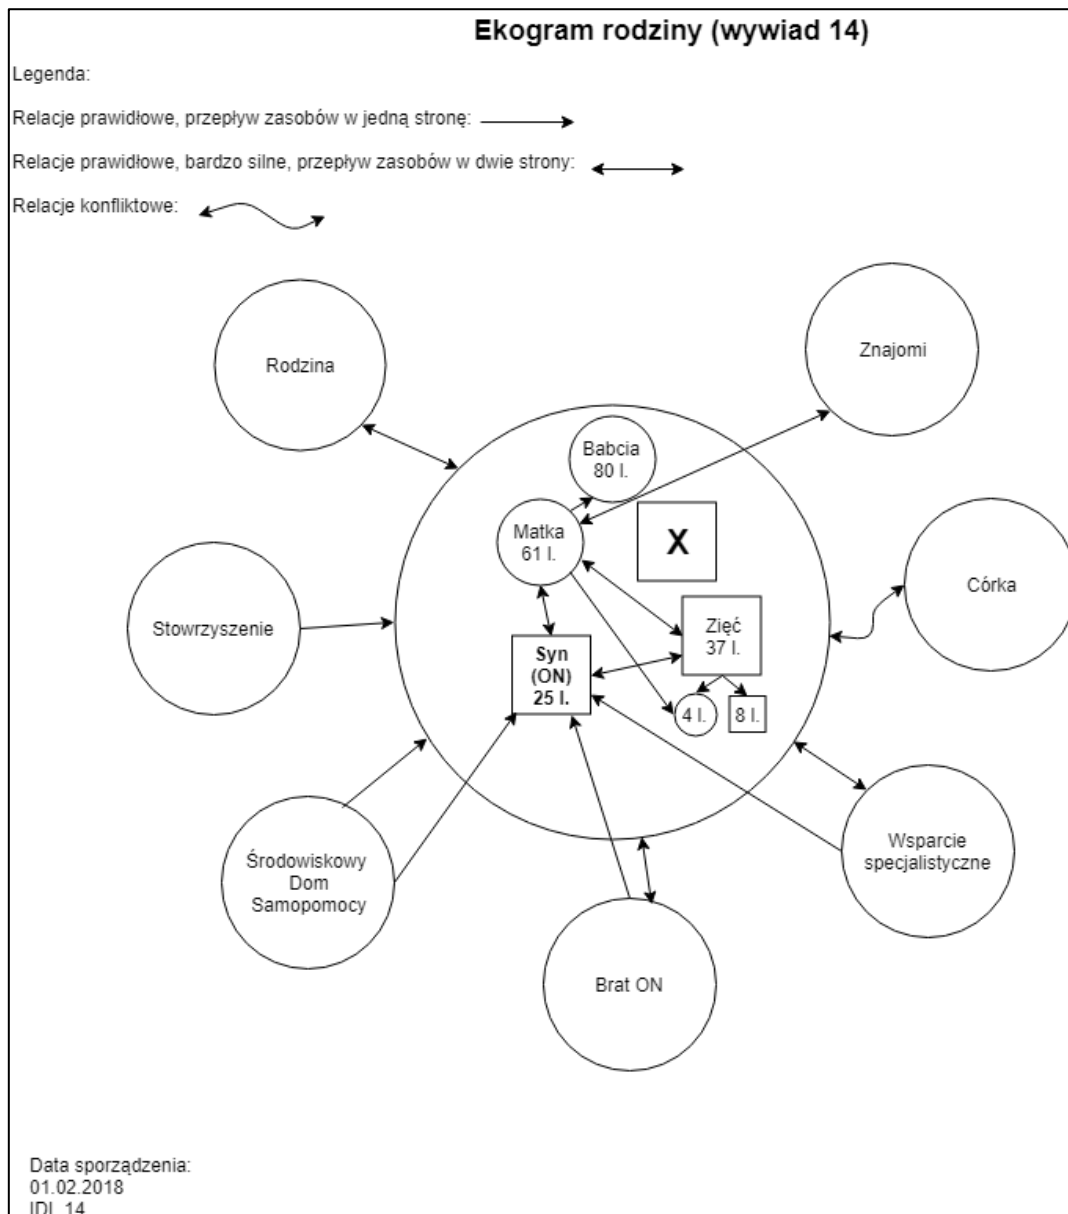 Ekogram rodziny (wywiad 14)
Legenda:
Relacje prawidłowe, przepływ zasobów w jedną stronę:
Relacje prawidłowe, bardzo silne, przepływ zasobów w dwie strony:
Relacje konfliktowe:
Rodzina
Znajomi
Babcia
80 l.
Matka
61 l.
X
Córka
Stowrzyszenie
Zięć
37 l.
Syn
(ON)
25 l.
4 l.
8 l.
Środowiskowy
Dom
Samopomocy
Wsparcie
specjalistyczne
Brat ON
Data sporządzenia:
01.02.2018
IDI_14